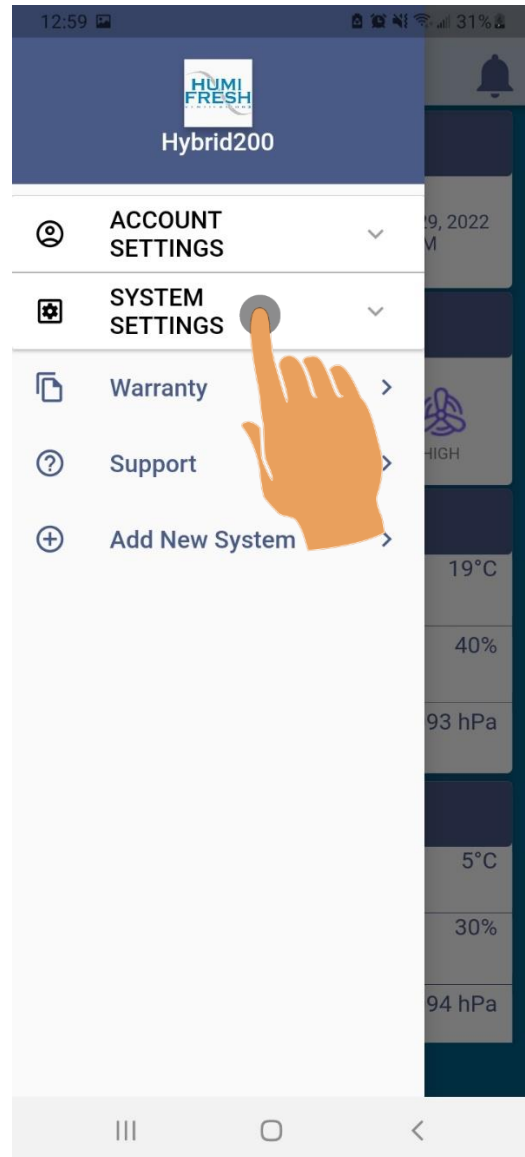 12:59
31%
HUMI
FRESH
Hybrid200
ACCOUNT
SETTINGS
29, 2022
M
SYSTEM
SETTINGS
Warranty
HIGH
Support
Add New System
19°C
40%
93 hPa
5°C
30%
94 hPa